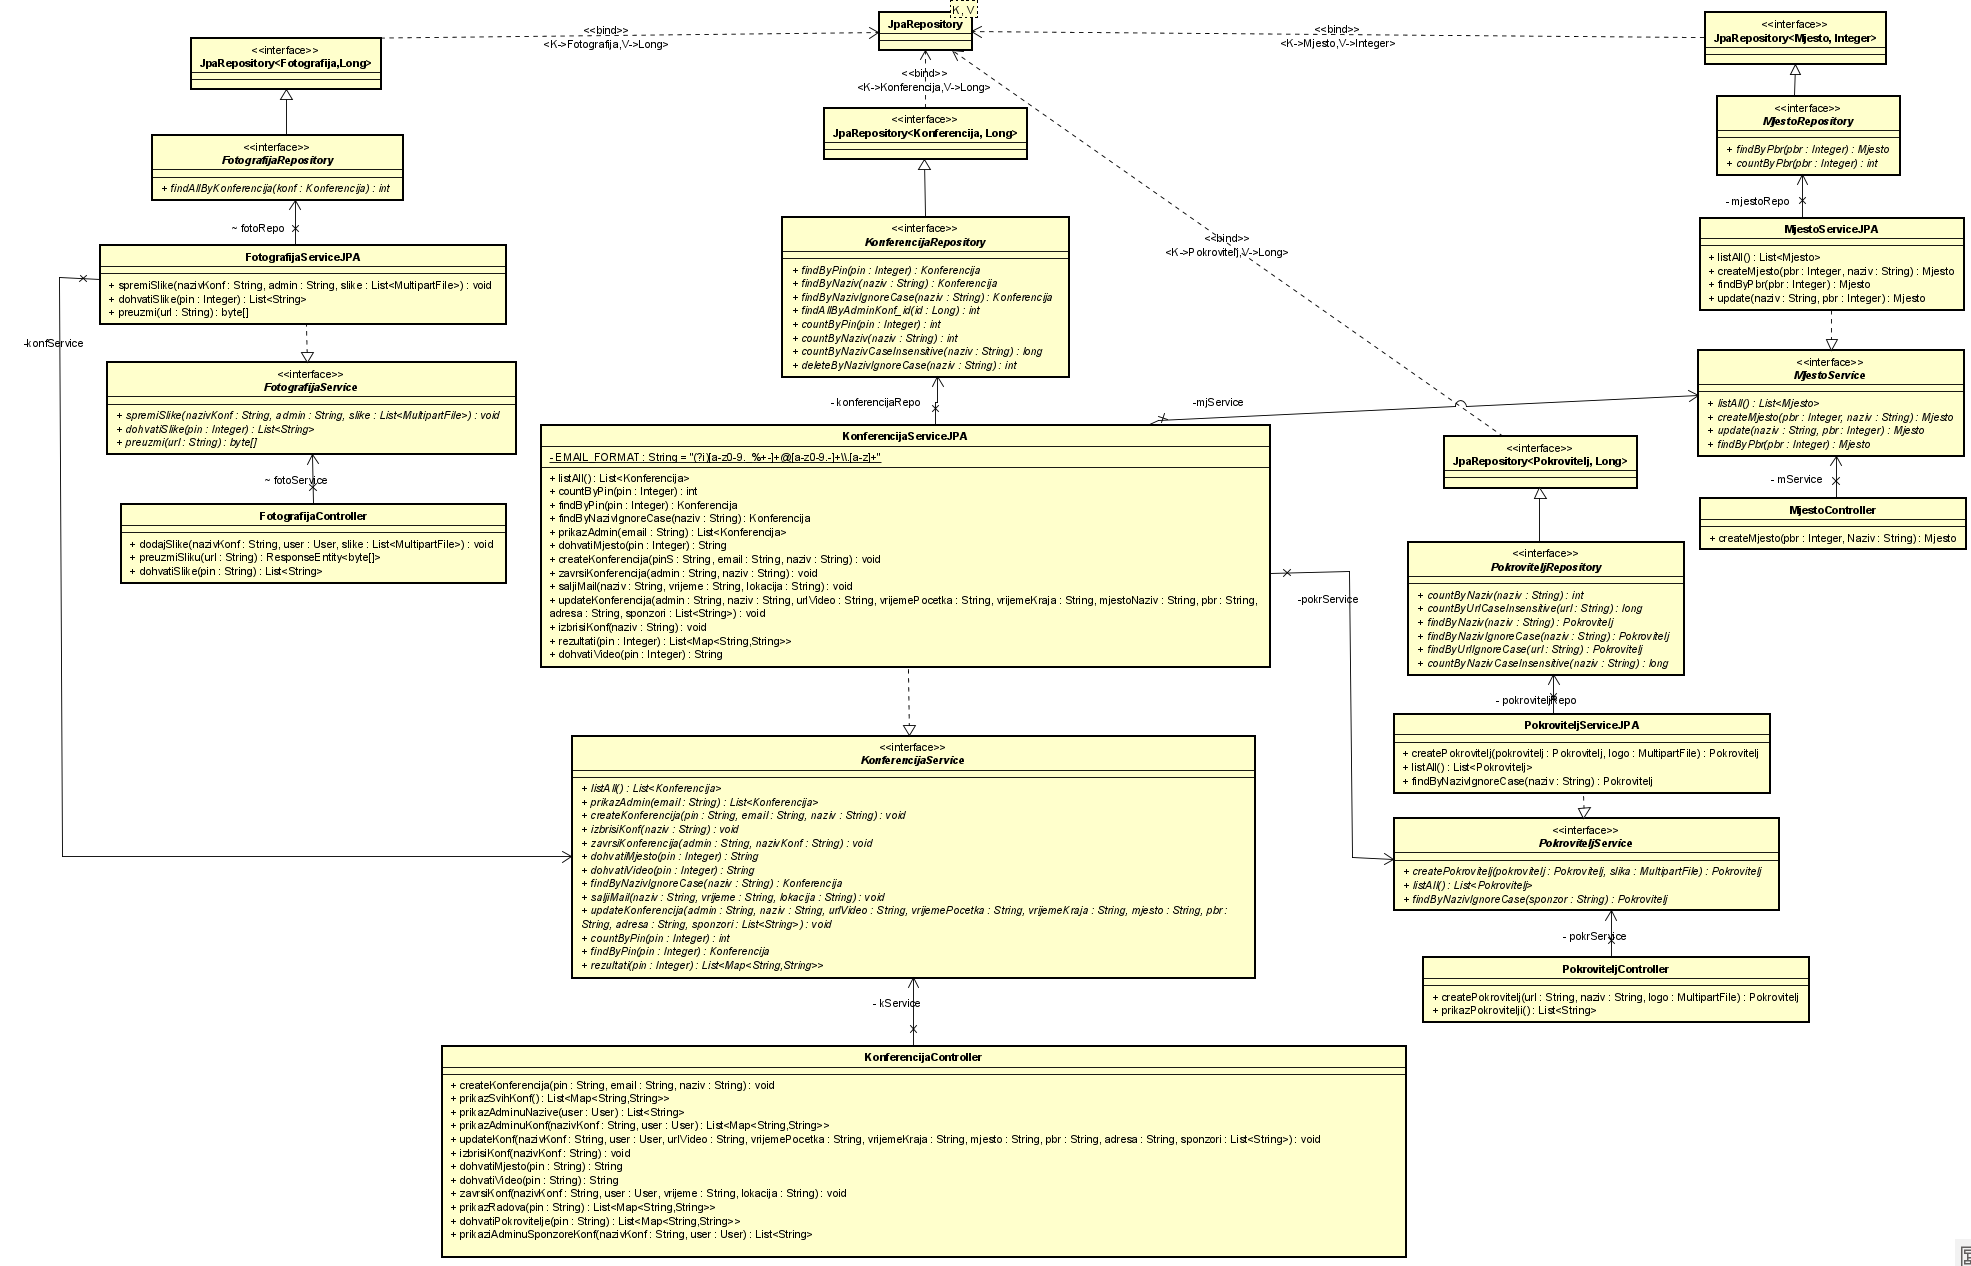 K, V
JpaRepository
<<bind>>
<K->Fotografija,V->Long>
<<bind>>
<K->Mjesto,V->Integer>
<<bind>>
<K->Konferencija,V->Long>
<<bind>>
<K->Pokrovitelj,V->Long>
<<interface>>
JpaRepository<Fotografija,Long>
<<interface>>
FotografijaRepository
+ findAllByKonferencija(konf : Konferencija) : int
~ fotoRepo
FotografijaServiceJPA
+ spremiSlike(nazivKonf : String, admin : String, slike : List<MultipartFile>) : void
+ dohvatiSlike(pin : Integer) : List<String>
+ preuzmi(url : String) : byte[]
-konfService
<<interface>>
FotografijaService
+ spremiSlike(nazivKonf : String, admin : String, slike : List<MultipartFile>) : void
+ dohvatiSlike(pin : Integer) : List<String>
+ preuzmi(url : String) : byte[]
~ fotoService
FotografijaController
+ dodajSlike(nazivKonf : String, user : User, slike : List<MultipartFile>) : void
+ preuzmiSliku(url : String) : ResponseEntity<byte[]>
+ dohvatiSlike(pin : String) : List<String>
<<interface>>
JpaRepository<Konferencija, Long>
<<interface>>
KonferencijaRepository
+ findByPin(pin : Integer) : Konferencija
+ findByNaziv(naziv : String) : Konferencija
+ findByNazivIgnoreCase(naziv : String) : Konferencija
+ findAllByAdminKonf_id(id : Long) : int
+ countByPin(pin : Integer) : int
+ countByNaziv(naziv : String) : int
+ countByNazivCaseInsensitive(naziv : String) : long
+ deleteByNazivIgnoreCase(naziv : String) : int
- konferencijaRepo
-mjService
KonferencijaServiceJPA
- EMAIL_FORMAT : String = "(?i)[a-z0-9._%+-]+@[a-z0-9.-]+\\.[a-z]+"
+ listAll() : List<Konferencija>
+ countByPin(pin : Integer) : int
+ findByPin(pin : Integer) : Konferencija
+ findByNazivIgnoreCase(naziv : String) : Konferencija
+ prikazAdmin(email : String) : List<Konferencija>
+ dohvatiMjesto(pin : Integer) : String
+ createKonferencija(pinS : String, email : String, naziv : String) : void
+ zavrsiKonferencija(admin : String, naziv : String) : void
+ saljiMail(naziv : String, vrijeme : String, lokacija : String) : void
+ updateKonferencija(admin : String, naziv : String, urlVideo : String, vrijemePocetka : String, vrijemeKraja : String, mjestoNaziv : String, pbr : String,
adresa : String, sponzori : List<String>) : void
+ izbrisiKonf(naziv : String) : void
+ rezultati(pin : Integer) : List<Map<String,String>>
+ dohvatiVideo(pin : Integer) : String
-pokrService
<<interface>>
KonferencijaService
+ listAll() : List<Konferencija>
+ prikazAdmin(email : String) : List<Konferencija>
+ createKonferencija(pin : String, email : String, naziv : String) : void
+ izbrisiKonf(naziv : String) : void
+ zavrsiKonferencija(admin : String, nazivKonf : String) : void
+ dohvatiMjesto(pin : Integer) : String
+ dohvatiVideo(pin : Integer) : String
+ findByNazivIgnoreCase(naziv : String) : Konferencija
+ saljiMail(naziv : String, vrijeme : String, lokacija : String) : void
+ updateKonferencija(admin : String, naziv : String, urlVideo : String, vrijemePocetka : String, vrijemeKraja : String, mjesto : String, pbr :
String, adresa : String, sponzori : List<String>) : void
+ countByPin(pin : Integer) : int
+ findByPin(pin : Integer) : Konferencija
+ rezultati(pin : Integer) : List<Map<String,String>>
- kService
KonferencijaController
+ createKonferencija(pin : String, email : String, naziv : String) : void
+ prikazSvihKonf() : List<Map<String,String>>
+ prikazAdminuNazive(user : User) : List<String>
+ prikazAdminuKonf(nazivKonf : String, user : User) : List<Map<String,String>>
+ updateKonf(nazivKonf : String, user : User, urlVideo : String, vrijemePocetka : String, vrijemeKraja : String, mjesto : String, pbr : String, adresa : String, sponzori : List<String>) : void
+ izbrisiKonf(nazivKonf : String) : void
+ dohvatiMjesto(pin : String) : String
+ dohvatiVideo(pin : String) : String
+ zavrsiKonf(nazivKonf : String, user : User, vrijeme : String, lokacija : String) : void
+ prikazRadova(pin : String) : List<Map<String,String>>
+ dohvatiPokrovitelje(pin : String) : List<Map<String,String>>
+ prikaziAdminuSponzoreKonf(nazivKonf : String, user : User) : List<String>
<<interface>>
JpaRepository<Mjesto, Integer>
<<interface>>
MjestoRepository
+ findByPbr(pbr : Integer) : Mjesto
+ countByPbr(pbr : Integer) : int
- mjestoRepo
MjestoServiceJPA
+ listAll() : List<Mjesto>
+ createMjesto(pbr : Integer, naziv : String) : Mjesto
+ findByPbr(pbr : Integer) : Mjesto
+ update(naziv : String, pbr : Integer) : Mjesto
<<interface>>
MjestoService
+ listAll() : List<Mjesto>
+ createMjesto(pbr : Integer, naziv : String) : Mjesto
+ update(naziv : String, pbr : Integer) : Mjesto
+ findByPbr(pbr : Integer) : Mjesto
- mService
MjestoController
+ createMjesto(pbr : Integer, Naziv : String) : Mjesto
<<interface>>
JpaRepository<Pokrovitelj, Long>
<<interface>>
PokroviteljRepository
+ countByNaziv(naziv : String) : int
+ countByUrlCaseInsensitive(url : String) : long
+ findByNaziv(naziv : String) : Pokrovitelj
+ findByNazivIgnoreCase(naziv : String) : Pokrovitelj
+ findByUrlIgnoreCase(url : String) : Pokrovitelj
+ countByNazivCaseInsensitive(naziv : String) : long
- pokroviteljRepo
PokroviteljServiceJPA
+ createPokrovitelj(pokrovitelj : Pokrovitelj, logo : MultipartFile) : Pokrovitelj
+ listAll() : List<Pokrovitelj>
+ findByNazivIgnoreCase(naziv : String) : Pokrovitelj
<<interface>>
PokroviteljService
+ createPokrovitelj(pokrovitelj : Pokrovitelj, slika : MultipartFile) : Pokrovitelj
+ listAll() : List<Pokrovitelj>
+ findByNazivIgnoreCase(sponzor : String) : Pokrovitelj
- pokrService
PokroviteljController
+ createPokrovitelj(url : String, naziv : String, logo : MultipartFile) : Pokrovitelj
+ prikazPokrovitelji() : List<String>